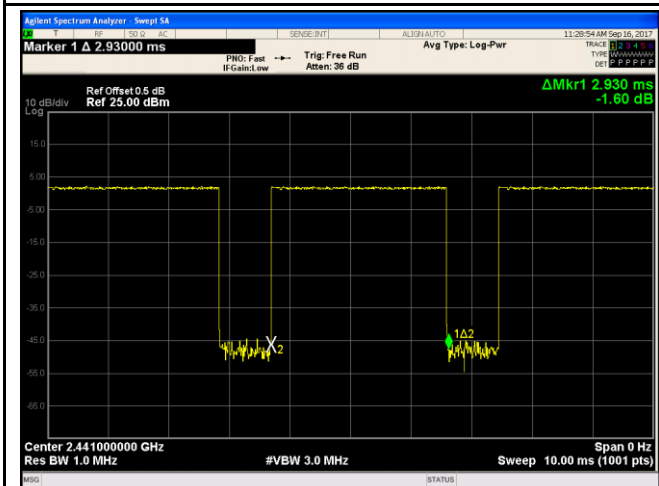 Agilent Spectrum Analyzer - Swept SA
T RF 50 Ω AC SENSE:INT ALIGN AUTO 11:28:54 AM Sep 16, 2017
Marker 1 Δ 2.93000 ms
PNO: Fast
IFGain:Low
Trig: Free Run
Atten: 36 dB
Avg Type: Log-Pwr
TRACE 1 2 3 4 5 6
TYPE WWWWWW
DET P P P P P P
ΔMkr1 2.930 ms
-1.60 dB
Ref Offset 0.5 dB
10 dB/div Ref 25.00 dBm
Log
15.0
5.00
-5.00
-15.0
-25.0
-35.0
-45.0
-55.0
-65.0
X2
1Δ2
Center 2.441000000 GHz Span 0 Hz
Res BW 1.0 MHz #VBW 3.0 MHz Sweep 10.00 ms (1001 pts)
MSG STATUS